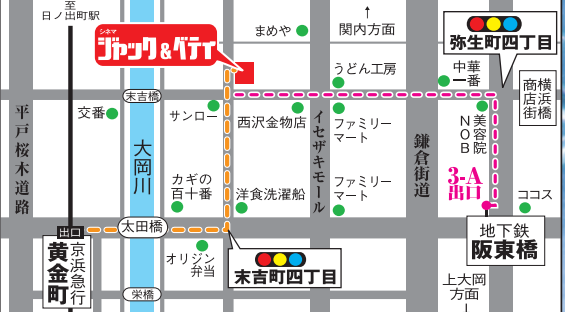 至
日ノ出町駅
シネマ
ジャック&ベティ
まめや
↑
関内方面
弥生町四丁目
うどん工房
中華
一番
横浜橋
商店街
末吉橋
平戸桜木道路
交番
大岡川
サンロー
西沢金物店
イセザキモール
ファミリー
マート
鎌倉街道
美容院
NOB
カギの
百十番
洋食洗濯船
ファミリー
マート
3-A
出口
ココス
太田橋
出口
京浜急行
黄金町
オリジン
弁当
末吉町四丁目
地下鉄
阪東橋
栄橋
上大岡
方面